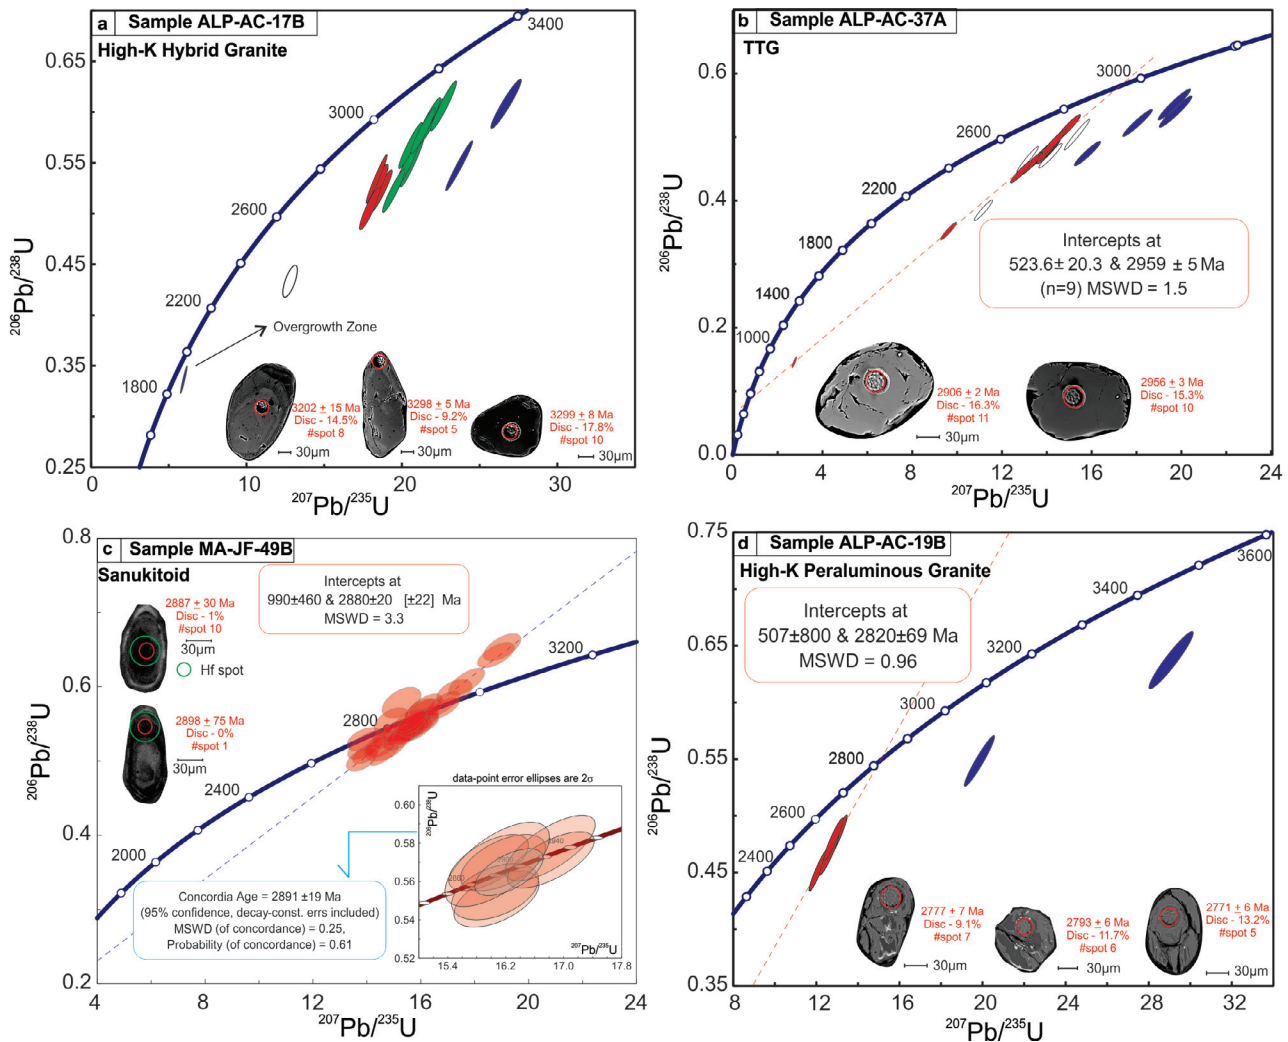 a Sample ALP-AC-17B
High-K Hybrid Granite
3400
3000
2600
2200
1800
Overgrowth Zone
3202 ± 15 Ma
Disc - 14.5%
#spot 8
30µm
3298 ± 5 Ma
Disc - 9.2%
#spot 5
30µm
3299 ± 8 Ma
Disc - 17.8%
#spot 10
30µm
0.65
0.55
0.45
0.35
0.25
206Pb/238U
0
10
20
30
207Pb/235U
b Sample ALP-AC-37A
TTG
3000
2600
2200
1800
1400
1000
Intercepts at
523.6± 20.3 & 2959 ± 5 Ma
(n=9) MSWD = 1.5
2906 ± 2 Ma
Disc - 16.3%
#spot 11
30µm
2956 ± 3 Ma
Disc - 15.3%
#spot 10
30µm
0.6
0.4
0.2
0.0
206Pb/238U
0
4
8
12
16
20
24
207Pb/235U
c Sample MA-JF-49B
Sanukitoid
2887 ± 30 Ma
Disc - 1%
#spot 10
30µm
Hf spot
2898 ± 75 Ma
Disc - 0%
#spot 1
30µm
Intercepts at
990±460 & 2880±20 [±22] Ma
MSWD = 3.3
3200
2800
2400
2000
data-point error ellipses are 2σ
0.60
0.58
0.56
0.54
0.52
206Pb/238U
2860
2900
2940
207Pb/235U
15.4
16.2
17.0
17.8
Concordia Age = 2891 ±19 Ma
(95% confidence, decay-const. errs included)
MSWD (of concordance) = 0.25,
Probability (of concordance) = 0.61
0.8
0.6
0.4
0.2
206Pb/238U
4
8
12
16
20
24
207Pb/235U
d Sample ALP-AC-19B
High-K Peraluminous Granite
Intercepts at
507±800 & 2820±69 Ma
MSWD = 0.96
3600
3400
3200
3000
2800
2600
2400
2777 ± 7 Ma
Disc - 9.1%
#spot 7
30µm
2793 ± 6 Ma
Disc - 11.7%
#spot 6
30µm
2771 ± 6 Ma
Disc - 13.2%
#spot 5
30µm
0.75
0.65
0.55
0.45
0.35
206Pb/238U
8
12
16
20
24
28
32
207Pb/235U